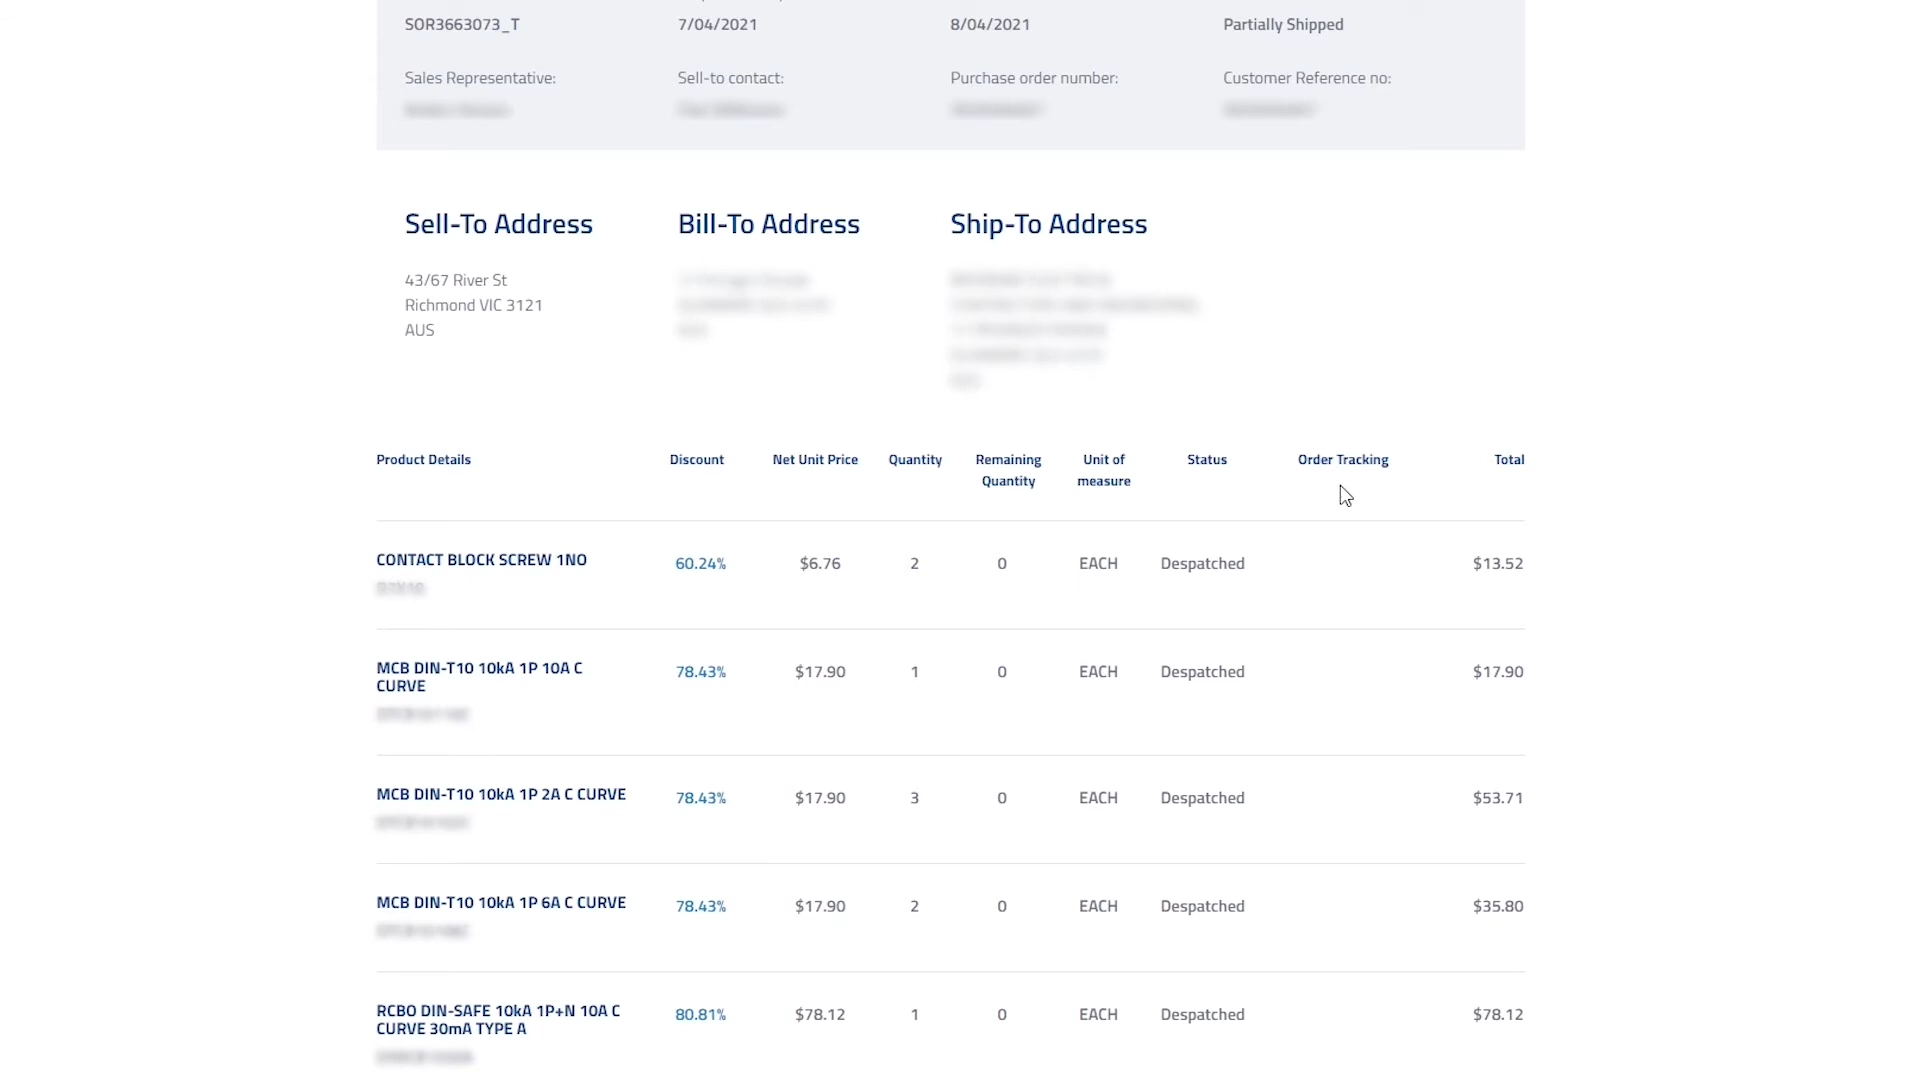 SOR3663073_T 7/04/2021 8/04/2021 Partially Shipped
Sales Representative: Sell-to contact: Purchase order number: Customer Reference no:
Sell-To Address Bill-To Address Ship-To Address
43/67 River St
Richmond VIC 3121
AUS
Product Details Discount Net Unit Price Quantity Remaining Unit of Status Order Tracking Total
Quantity measure
CONTACT BLOCK SCREW 1NO 60.24% $6.76 2 0 EACH Despatched $13.52
MCB DIN-T10 10kA 1P 10A C 78.43% $17.90 1 0 EACH Despatched $17.90
CURVE
MCB DIN-T10 10kA 1P 2A C CURVE 78.43% $17.90 3 0 EACH Despatched $53.71
MCB DIN-T10 10kA 1P 6A C CURVE 78.43% $17.90 2 0 EACH Despatched $35.80
RCBO DIN-SAFE 10kA 1P+N 10A C 80.81% $78.12 1 0 EACH Despatched $78.12
CURVE 30mA TYPE A